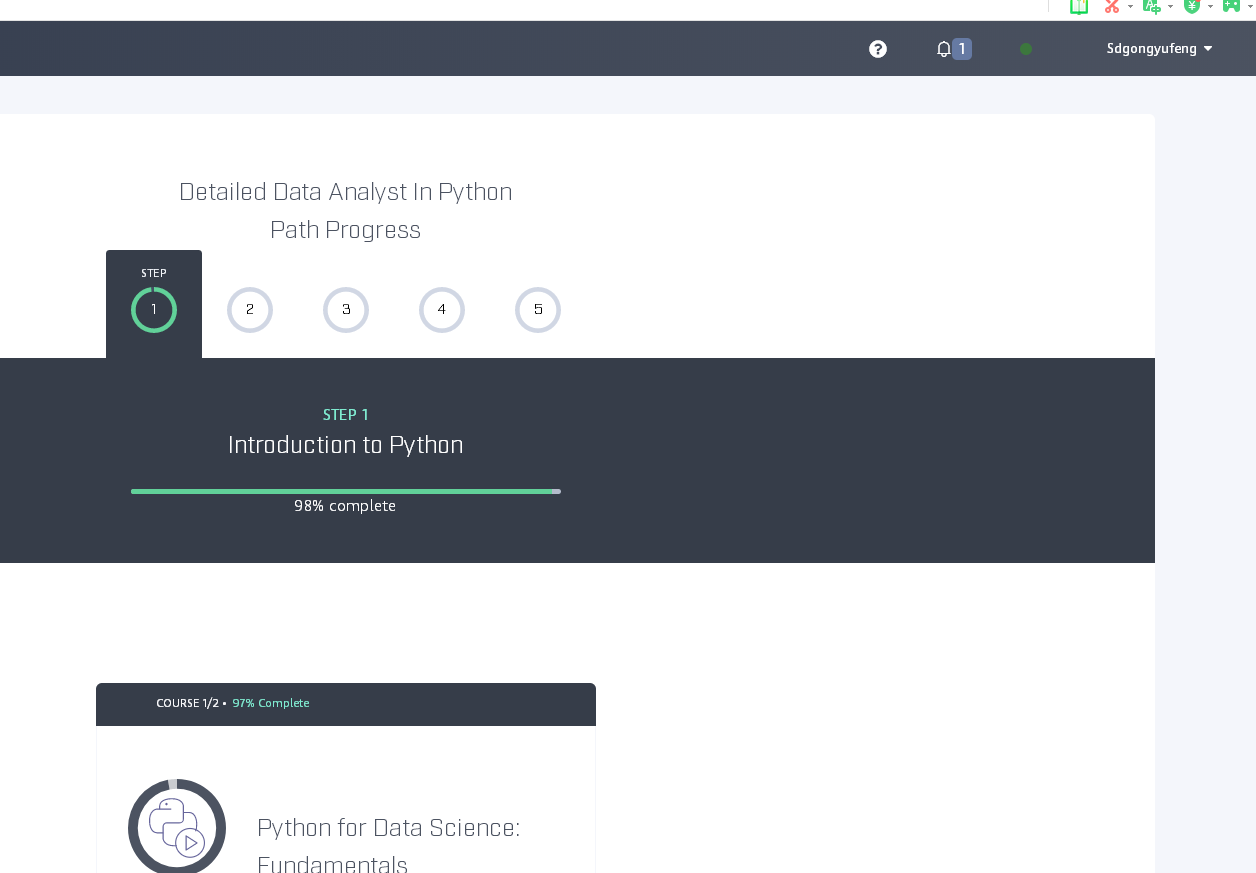 1
Sdgongyufeng
Detailed Data Analyst In Python
Path Progress
STEP
1 2 3 4 5
STEP 1
Introduction to Python
98% complete
COURSE 1/2 • 97% Complete
Python for Data Science:
Fundamentals